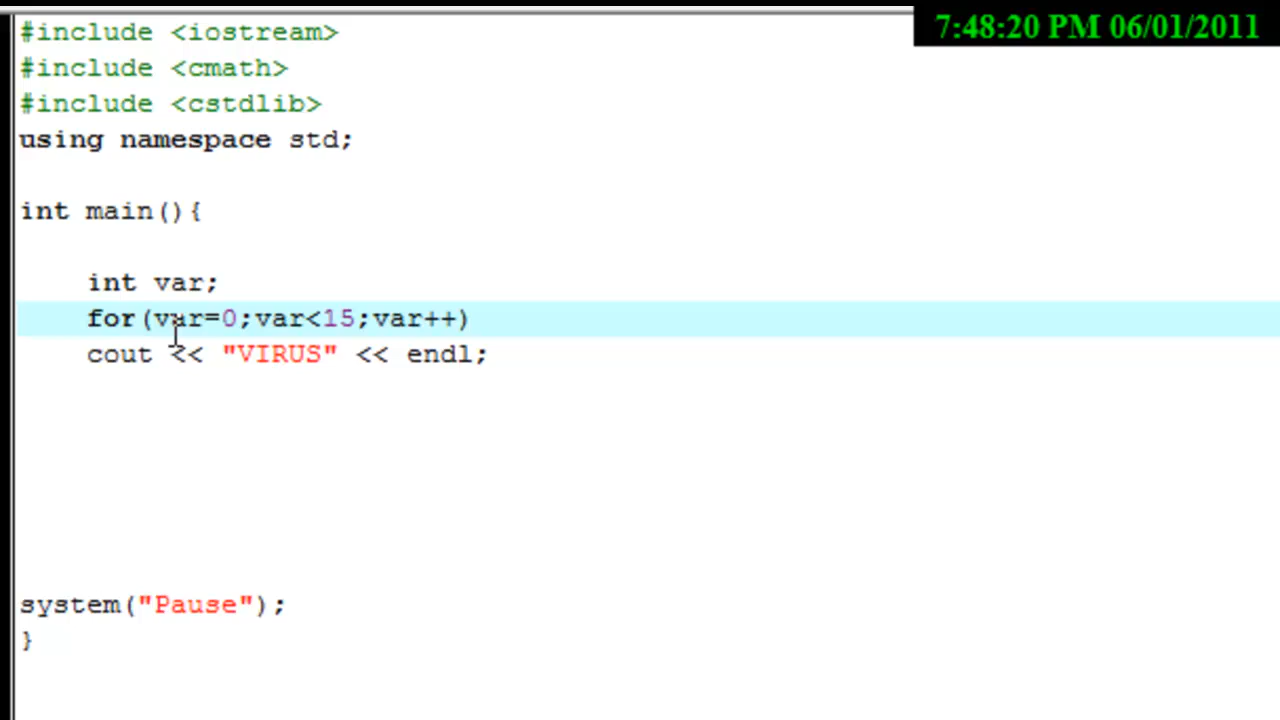 7:48:20 PM 06/01/2011
#include <iostream>
#include <cmath>
#include <cstdlib>
using namespace std;
int main(){
int var;
for(var=0;var<15;var++)
cout << "VIRUS" << endl;
system("Pause");
}